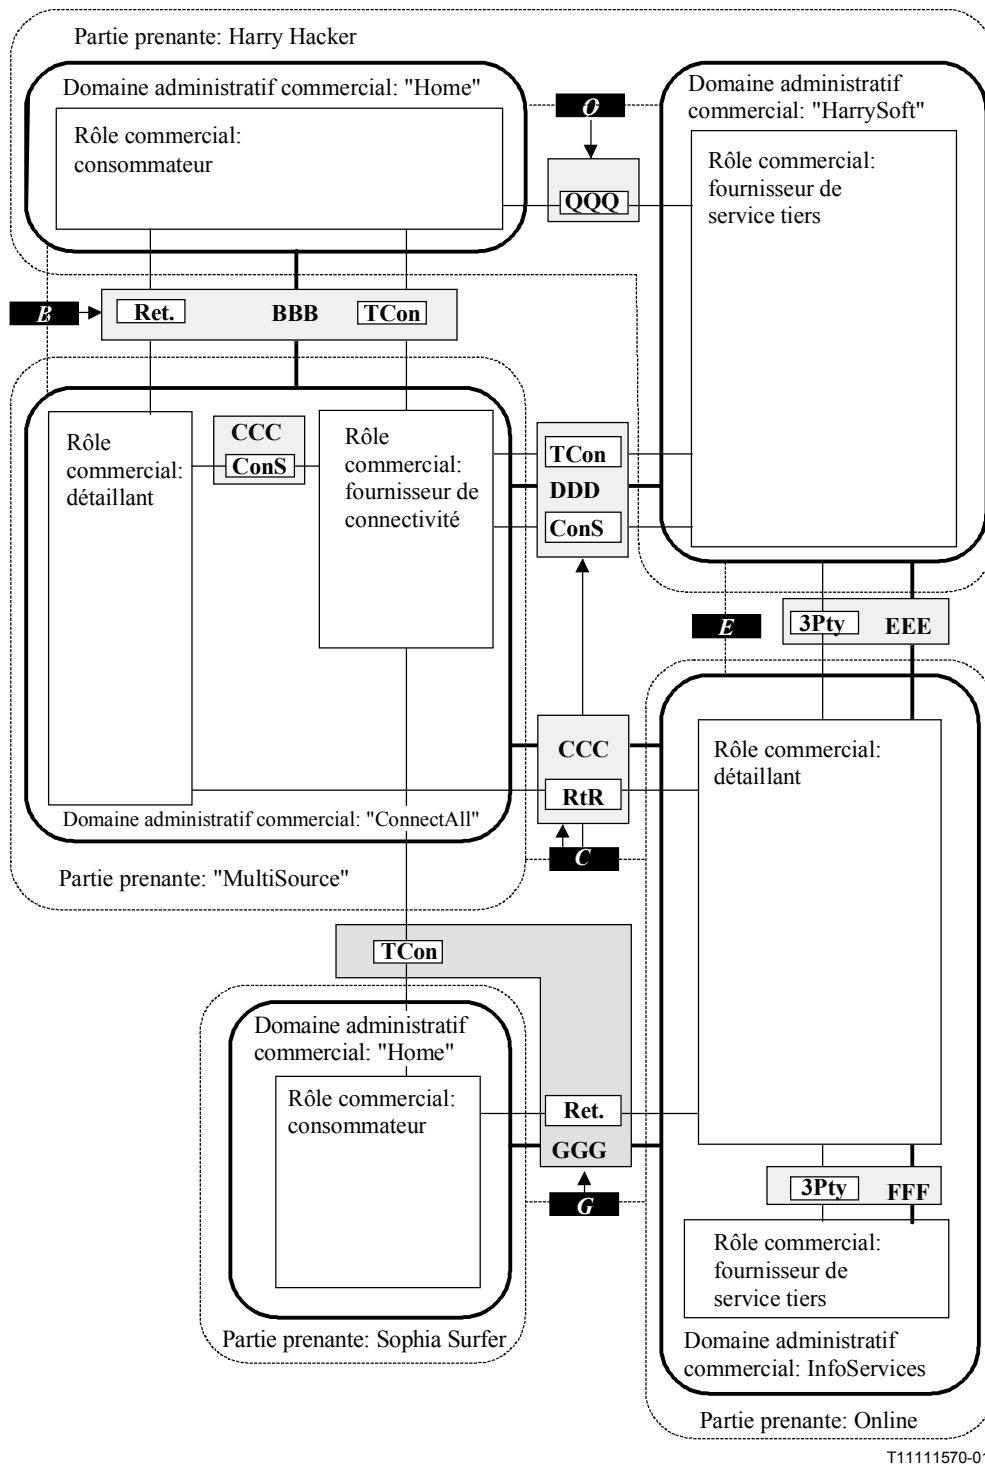 Partie prenante: Harry Hacker
Domaine administratif commercial: "Home"
Rôle commercial:
consommateur
O
QQQ
Domaine administratif
commercial: "HarrySoft"
Rôle commercial:
fournisseur de
service tiers
B
Ret.
BBB
TCon
Rôle
commercial:
détaillant
CCC
ConS
Rôle
commercial:
fournisseur de
connectivité
TCon
DDD
ConS
E
3Pty
EEE
CCC
RtR
C
Rôle commercial:
détaillant
Domaine administratif commercial: "ConnectAll"
Partie prenante: "MultiSource"
TCon
Domaine administratif
commercial: "Home"
Rôle commercial:
consommateur
Ret.
GGG
G
3Pty
FFF
Rôle commercial:
fournisseur de
service tiers
Partie prenante: Sophia Surfer
Domaine administratif
commercial: InfoServices
Partie prenante: Online
T11111570-01